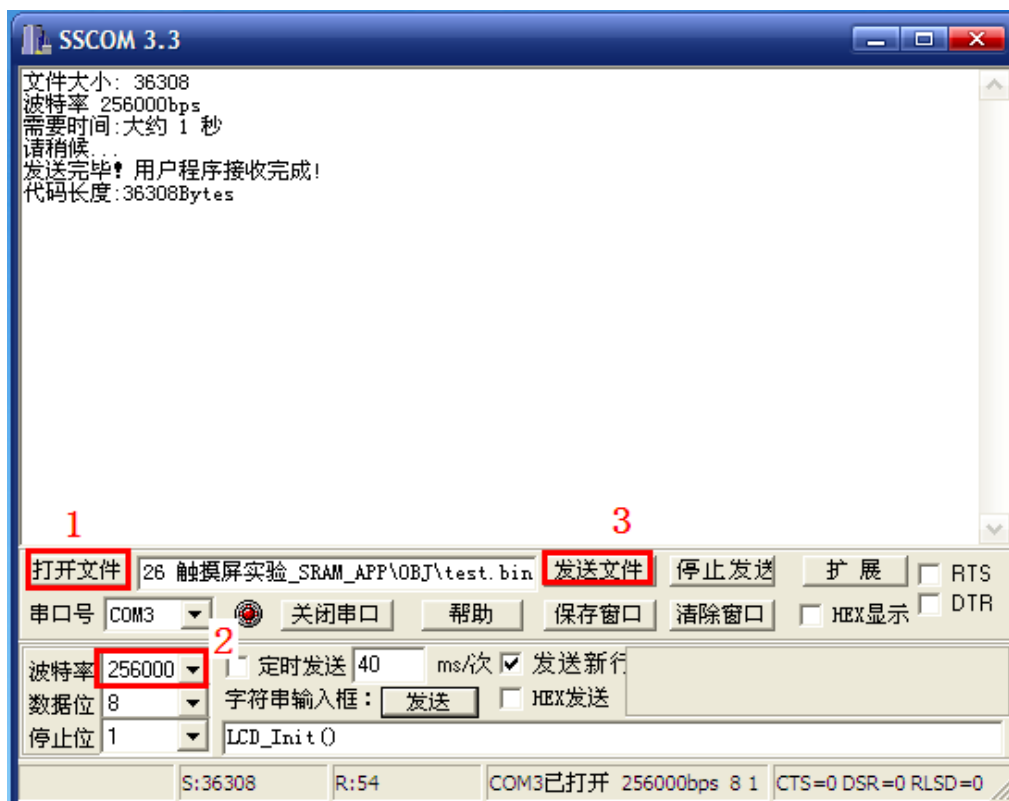 SSCOM 3.3
文件大小: 36308
波特率 256000bps
需要时间:大约 1 秒
请稍候...
发送完毕! 用户程序接收完成!
代码长度:36308Bytes
1
3
打开文件 26 触摸屏实验_SRAM_APP\OBJ\test.bin 发送文件 停止发送 扩 展 RTS
串口号 COM3 关闭串口 帮助 保存窗口 清除窗口 HEX显示 DTR
2
波特率 256000 定时发送 40 ms/次 发送新行
数据位 8 字符串输入框: 发送 HEX发送
停止位 1 LCD_Init()
S:36308 R:54 COM3已打开 256000bps 8 1 CTS=0 DSR=0 RLSD=0